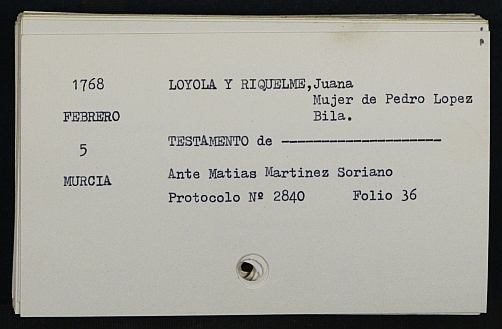 1768 LOYOLA Y RIQUELME, Juana
Mujer de Pedro Lopez
FEBRERO Bila.
5 TESTAMENTO de --------------------
MURCIA Ante Matias Martinez Soriano
Protocolo Nº 2840 Folio 36